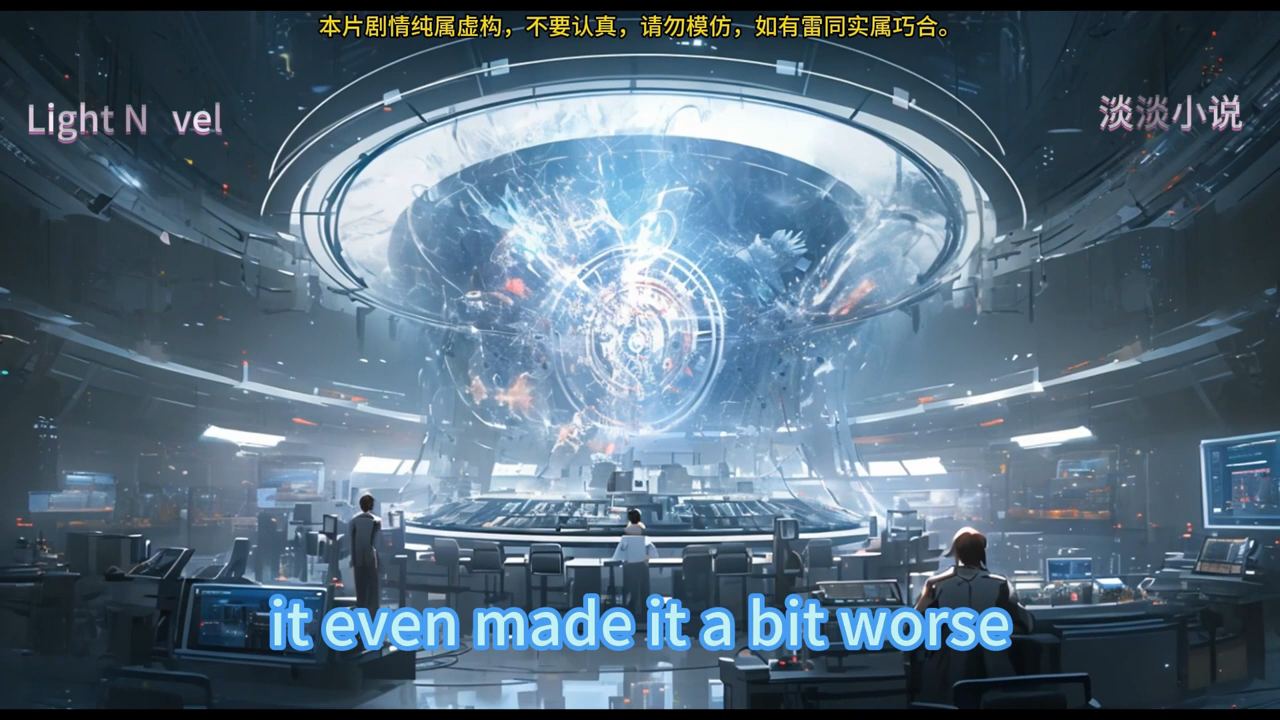 本片剧情纯属虚构，不要认真，请勿模仿，如有雷同实属巧合。
Light N vel
淡淡小说
it even made it a bit worse